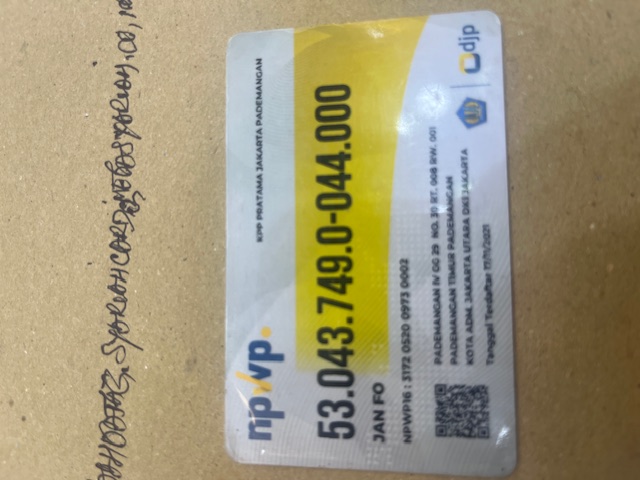 npwp.
KPP PRATAMA JAKARTA PADEMANGAN
53.043.749.0-044.000
JAN FO
NPWP16 : 3172 0520 0973 0002
PADEMANGAN IV GG 29 NO. 30 RT. 008 RW. 001
PADEMANGAN TIMUR PADEMANGAN
KOTA ADM. JAKARTA UTARA DKI JAKARTA
Tanggal Terdaftar 17/11/2021
djp